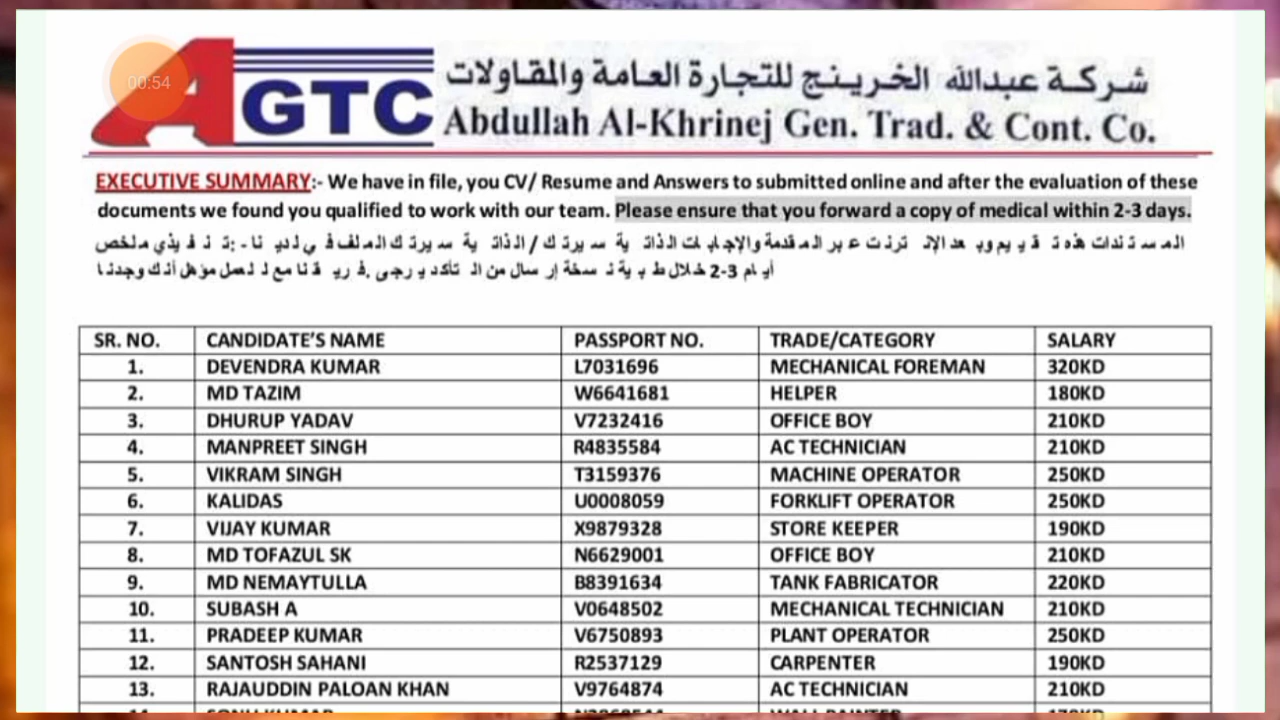 00:54
AGTC
شركة عبدالله الخرينج للتجارة العامة والمقاولات
Abdullah Al-Khrinej Gen. Trad. & Cont. Co.
EXECUTIVE SUMMARY:- We have in file, you CV/ Resume and Answers to submitted online and after the evaluation of these
documents we found you qualified to work with our team. Please ensure that you forward a copy of medical within 2-3 days.
SR. NO. CANDIDATE'S NAME PASSPORT NO. TRADE/CATEGORY SALARY
1. DEVENDRA KUMAR L7031696 MECHANICAL FOREMAN 320KD
2. MD TAZIM W6641681 HELPER 180KD
3. DHURUP YADAV V7232416 OFFICE BOY 210KD
4. MANPREET SINGH R4835584 AC TECHNICIAN 210KD
5. VIKRAM SINGH T3159376 MACHINE OPERATOR 250KD
6. KALIDAS U0008059 FORKLIFT OPERATOR 250KD
7. VIJAY KUMAR X9879328 STORE KEEPER 190KD
8. MD TOFAZUL SK N6629001 OFFICE BOY 210KD
9. MD NEMAYTULLA B8391634 TANK FABRICATOR 220KD
10. SUBASH A V0648502 MECHANICAL TECHNICIAN 210KD
11. PRADEEP KUMAR V6750893 PLANT OPERATOR 250KD
12. SANTOSH SAHANI R2537129 CARPENTER 190KD
13. RAJAUDDIN PALOAN KHAN V9764874 AC TECHNICIAN 210KD